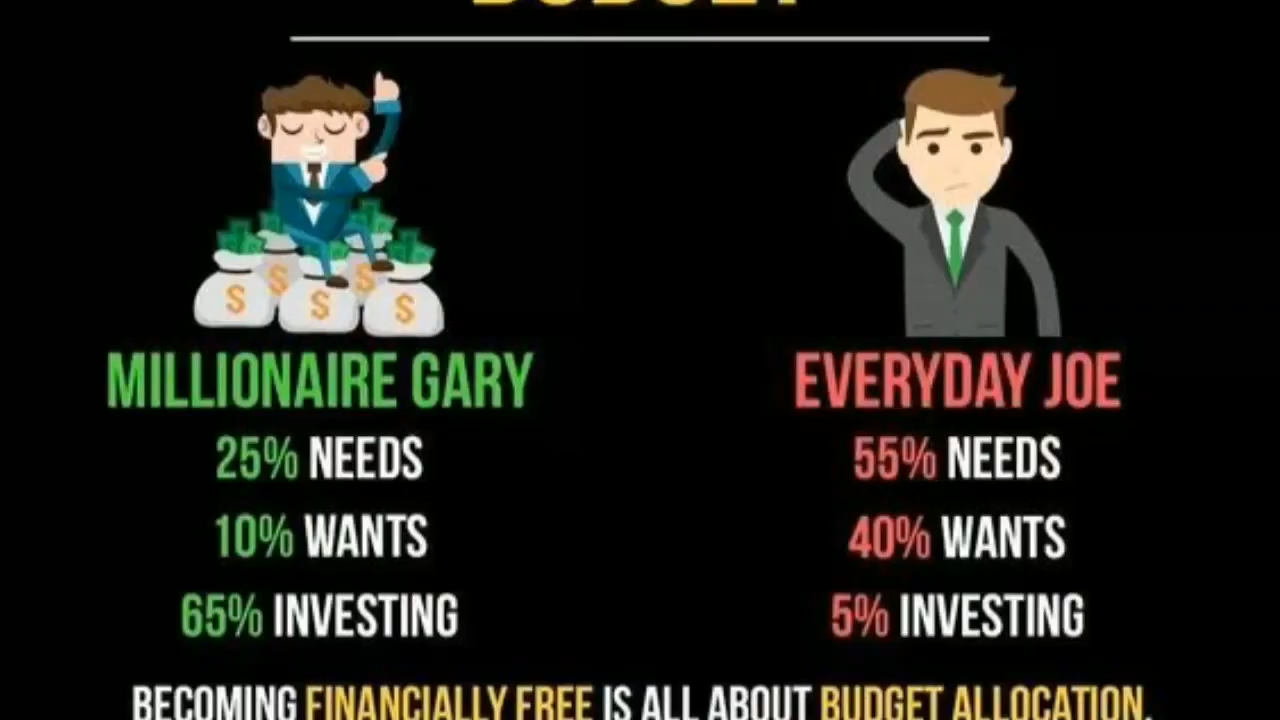 BUDGET
$ $ $ $ $
MILLIONAIRE GARY
EVERYDAY JOE
25% NEEDS
55% NEEDS
10% WANTS
40% WANTS
65% INVESTING
5% INVESTING
BECOMING FINANCIALLY FREE IS ALL ABOUT BUDGET ALLOCATION.